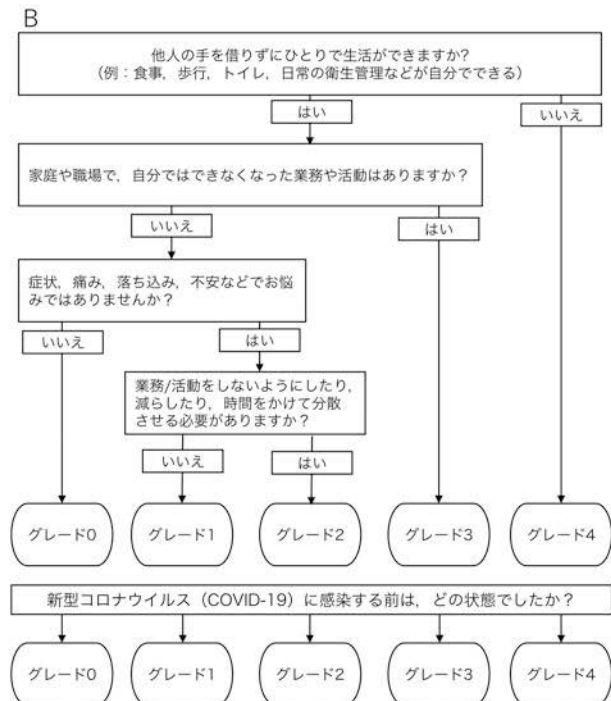 B
他人の手を借りずにひとりで生活ができますか?
（例：食事，歩行，トイレ，日常の衛生管理などが自分でできる）
はい
いいえ
家庭や職場で，自分ではできなくなった業務や活動はありますか？
いいえ
はい
症状，痛み，落ち込み，不安などでお悩
みではありませんか？
いいえ
はい
業務/活動をしないようにしたり，
減らしたり，時間をかけて分散
させる必要がありますか？
いいえ
はい
グレード0
グレード1
グレード2
グレード3
グレード4
新型コロナウイルス（COVID-19）に感染する前は，どの状態でしたか？
グレード0
グレード1
グレード2
グレード3
グレード4